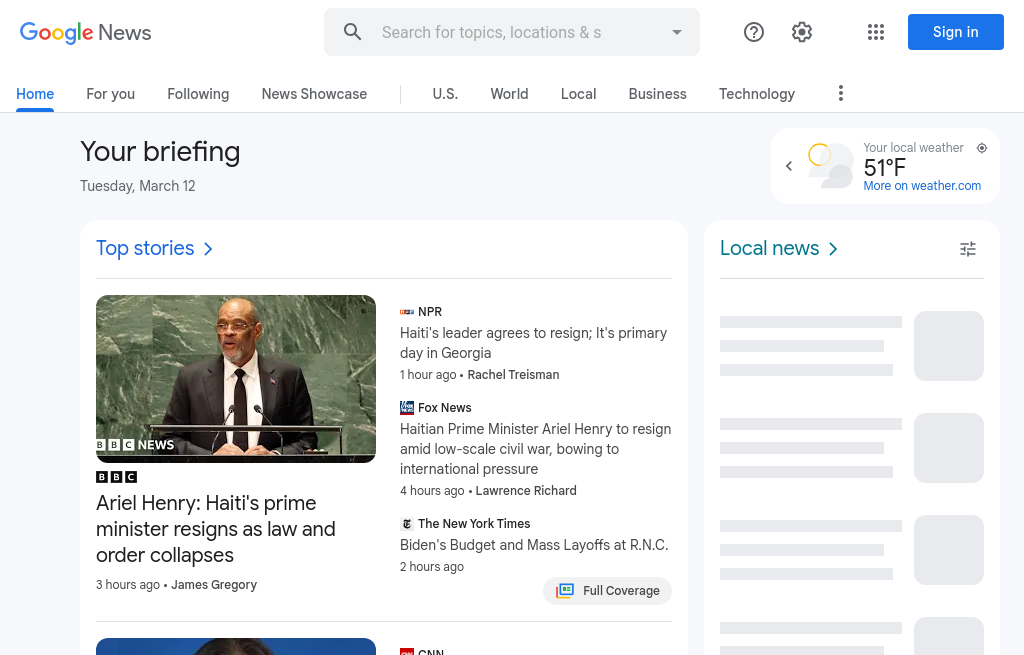 Google News
Search for topics, locations & s
Sign in
Home
For you
Following
News Showcase
U.S.
World
Local
Business
Technology
Your briefing
Tuesday, March 12
Your local weather
51°F
More on weather.com
Top stories
Local news
BBC NEWS
BBC
Ariel Henry: Haiti's prime
minister resigns as law and
order collapses
3 hours ago • James Gregory
NPR
Haiti's leader agrees to resign; It's primary
day in Georgia
1 hour ago • Rachel Treisman
Fox News
Haitian Prime Minister Ariel Henry to resign
amid low-scale civil war, bowing to
international pressure
4 hours ago • Lawrence Richard
The New York Times
Biden's Budget and Mass Layoffs at R.N.C.
2 hours ago
Full Coverage
CNN